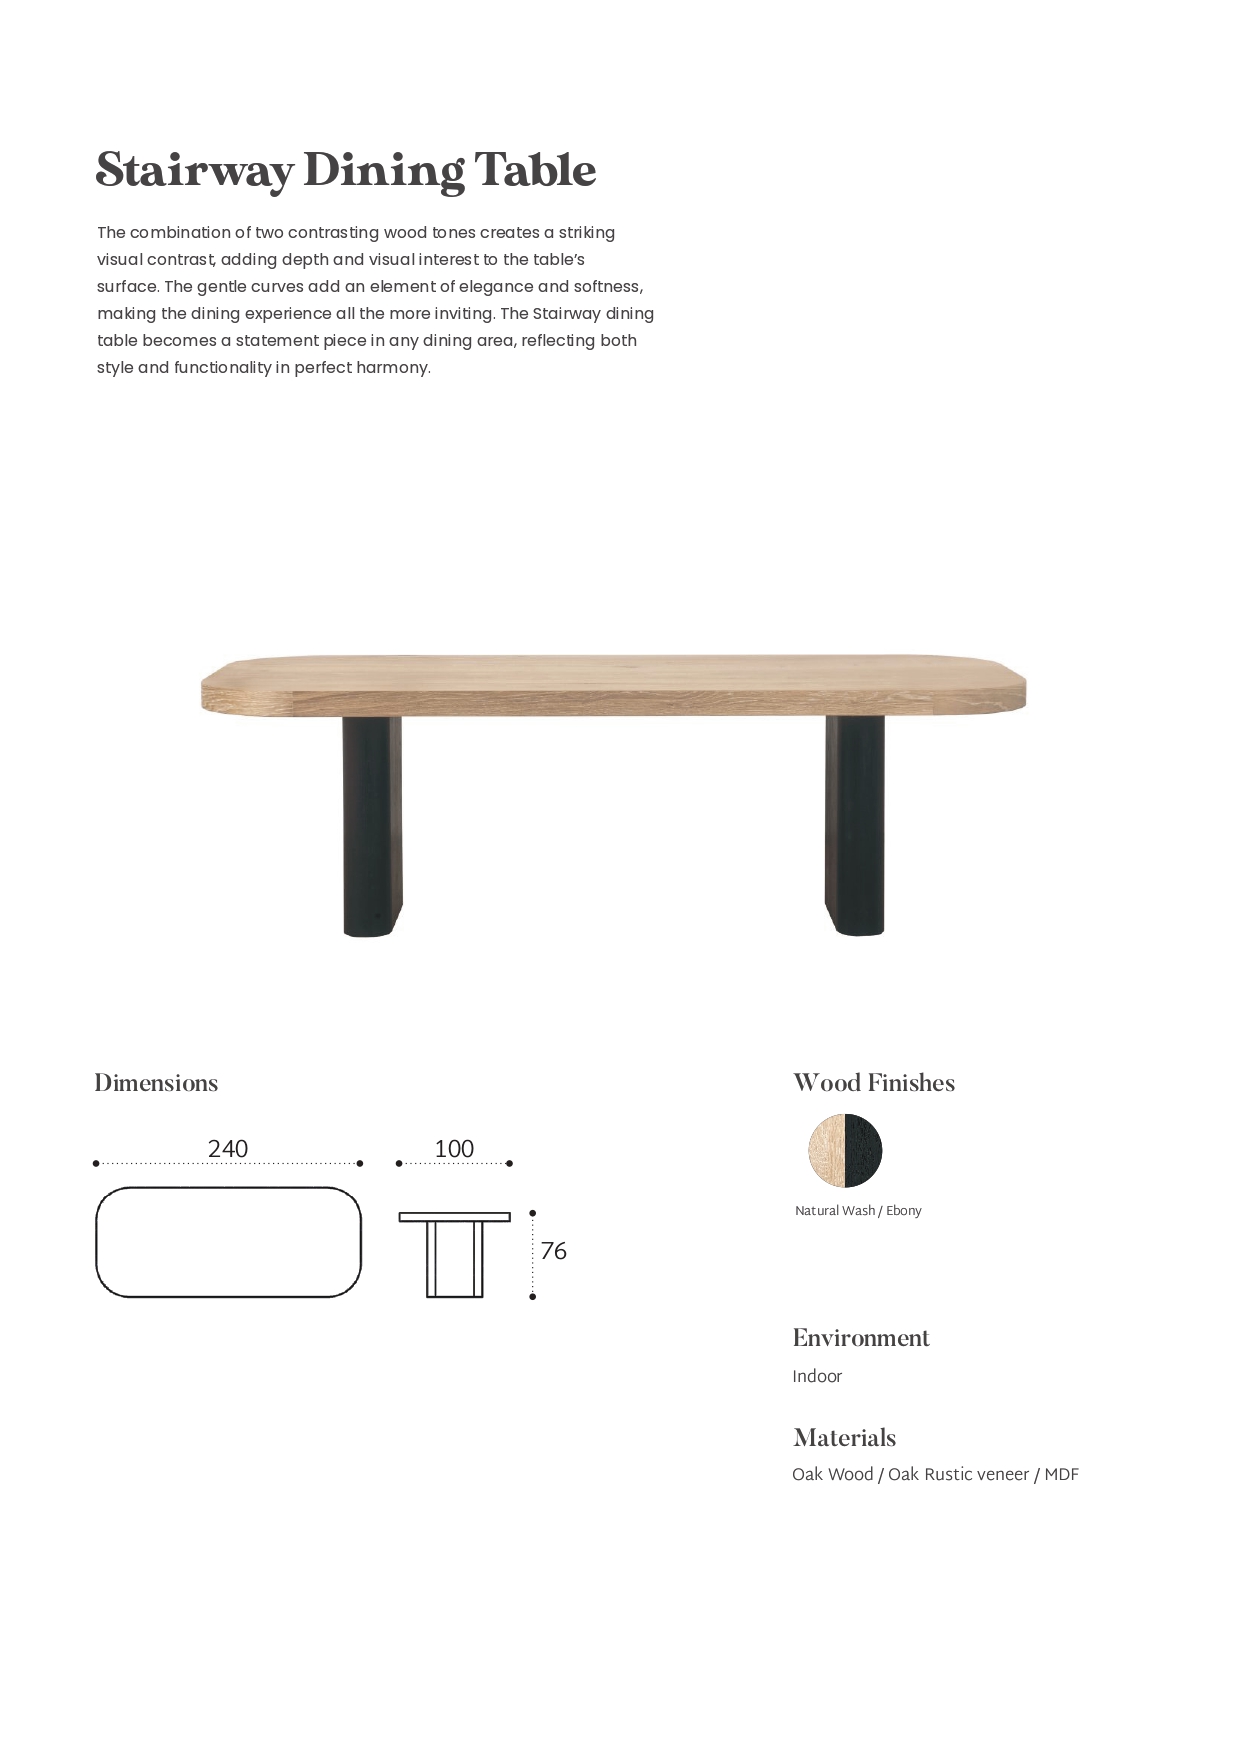 Stairway Dining Table
The combination of two contrasting wood tones creates a striking
visual contrast, adding depth and visual interest to the table’s
surface. The gentle curves add an element of elegance and softness,
making the dining experience all the more inviting. The Stairway dining
table becomes a statement piece in any dining area, reflecting both
style and functionality in perfect harmony.
Dimensions
240
100
76
Wood Finishes
Natural Wash / Ebony
Environment
Indoor
Materials
Oak Wood / Oak Rustic veneer / MDF